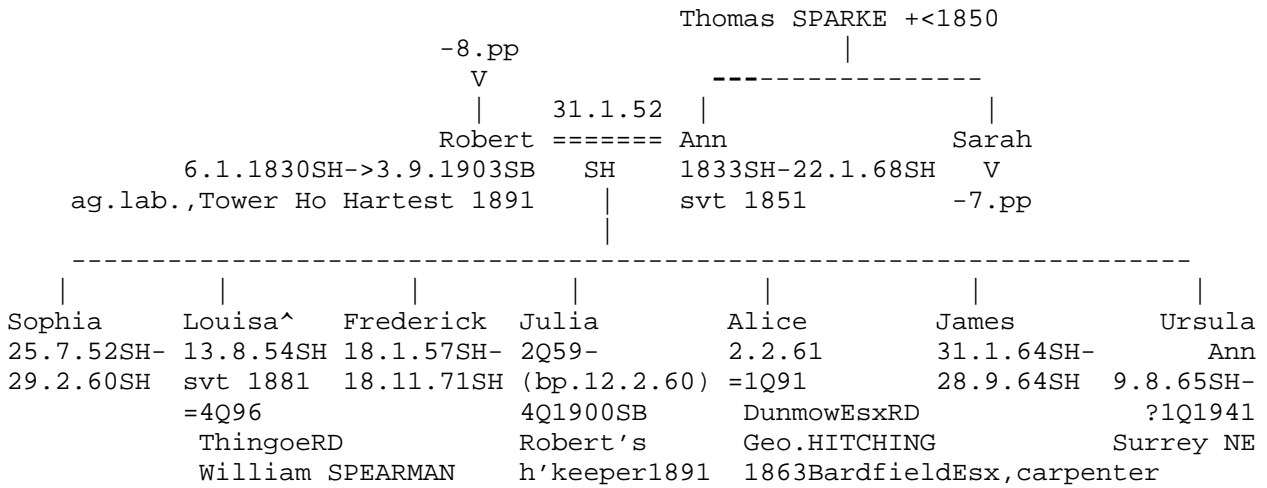 Thomas SPARKE +<1850
-8.pp |
V -----------------
| 31.1.52 | |
Robert ======= Ann Sarah
6.1.1830SH->3.9.1903SB SH 1833SH-22.1.68SH V
ag.lab.,Tower Ho Hartest 1891 | svt 1851 -7.pp
|
----------------------------------------------------------------------
| | | | | | |
Sophia Louisa^ Frederick Julia Alice James Ursula
25.7.52SH- 13.8.54SH 18.1.57SH- 2Q59- 2.2.61 31.1.64SH- Ann
29.2.60SH svt 1881 18.11.71SH (bp.12.2.60) =1Q91 28.9.64SH 9.8.65SH-
=4Q96 4Q1900SB DunmowEsxRD ?1Q1941
ThingoeRD Robert's Geo.HITCHING Surrey NE
William SPEARMAN h'keeper1891 1863BardfieldEsx,carpenter